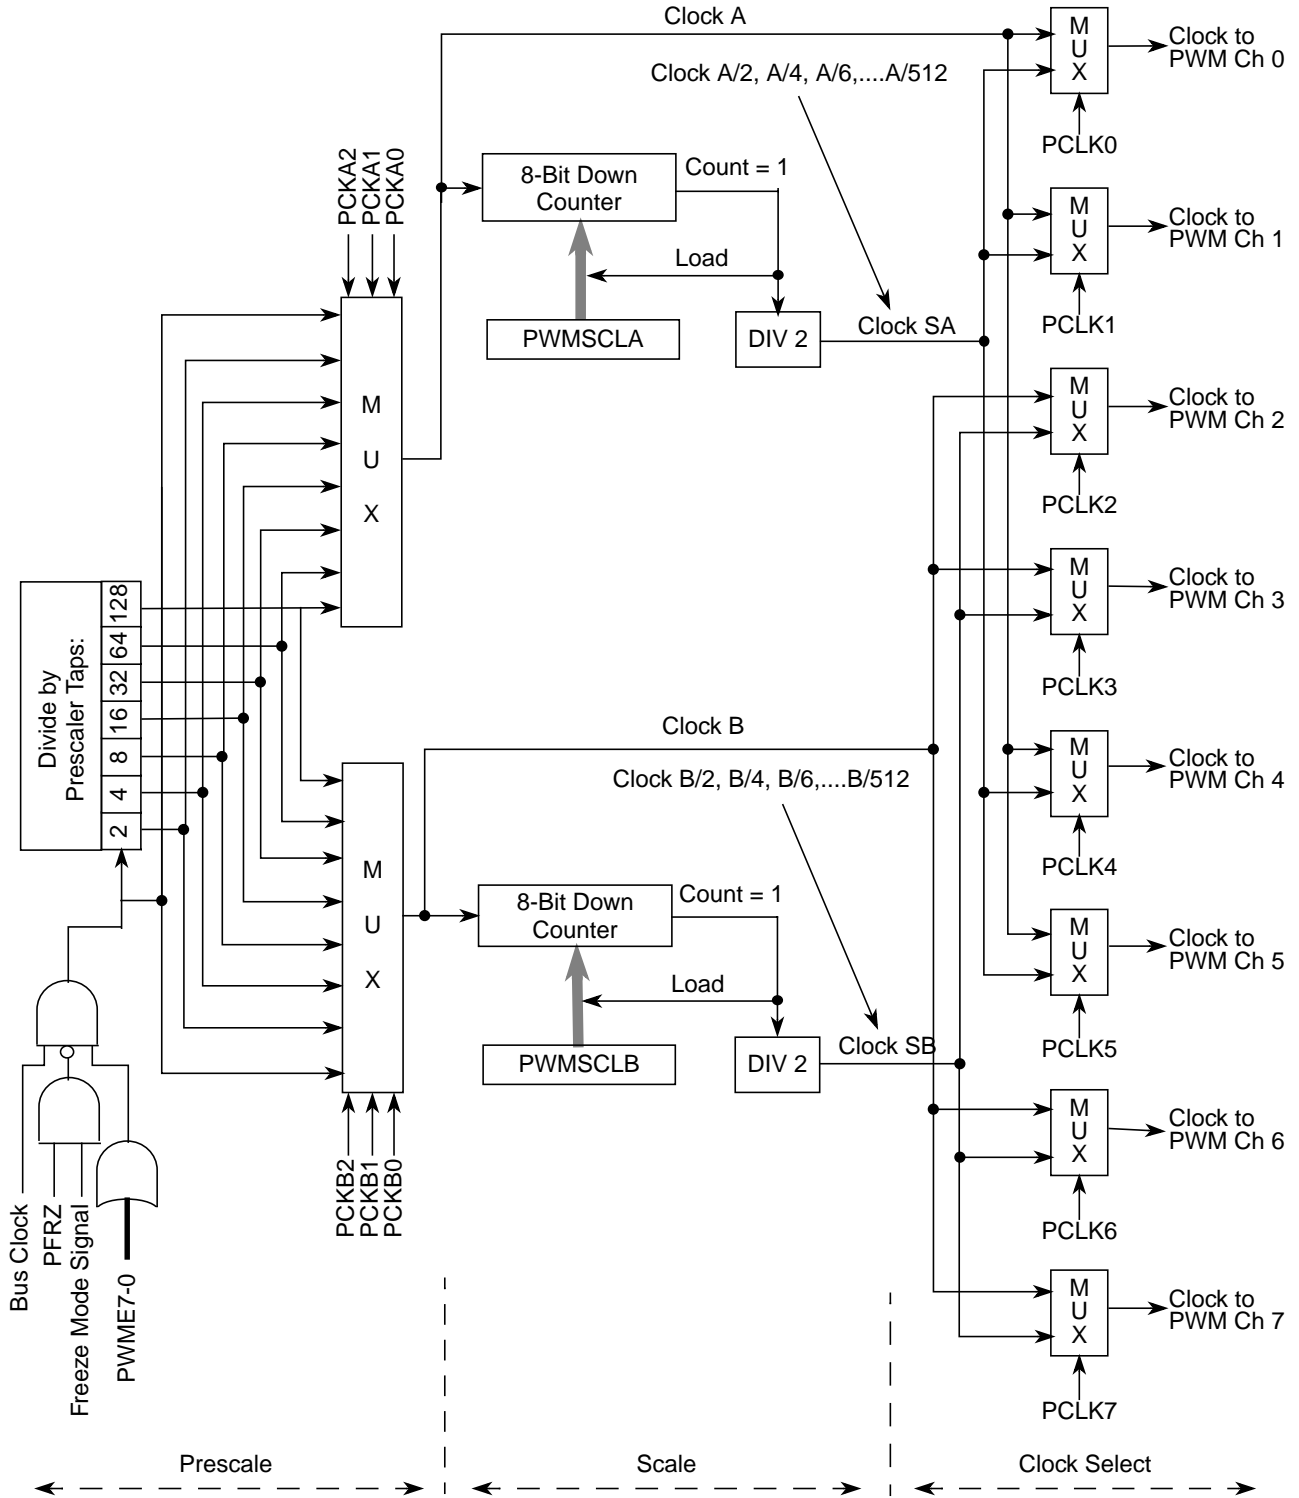 Clock A
Clock A/2, A/4, A/6,....A/512
M
U
X
Clock to
PWM Ch 0
PCLK0
PCKA2
PCKA1
PCKA0
8-Bit Down
Counter
Count = 1
Load
PWMSCLA
DIV 2
Clock SA
M
U
X
Clock to
PWM Ch 1
PCLK1
M
U
X
M
U
X
Clock to
PWM Ch 2
PCLK2
M
U
X
Clock to
PWM Ch 3
PCLK3
Divide by
Prescaler Taps:
128
64
32
16
8
4
2
Clock B
Clock B/2, B/4, B/6,....B/512
M
U
X
Clock to
PWM Ch 4
PCLK4
M
U
X
8-Bit Down
Counter
Count = 1
Load
PWMSCLB
DIV 2
Clock SB
M
U
X
Clock to
PWM Ch 5
PCLK5
M
U
X
Clock to
PWM Ch 6
PCLK6
PCKB2
PCKB1
PCKB0
Bus Clock
PFRZ
Freeze Mode Signal
PWME7-0
M
U
X
Clock to
PWM Ch 7
PCLK7
Prescale
Scale
Clock Select